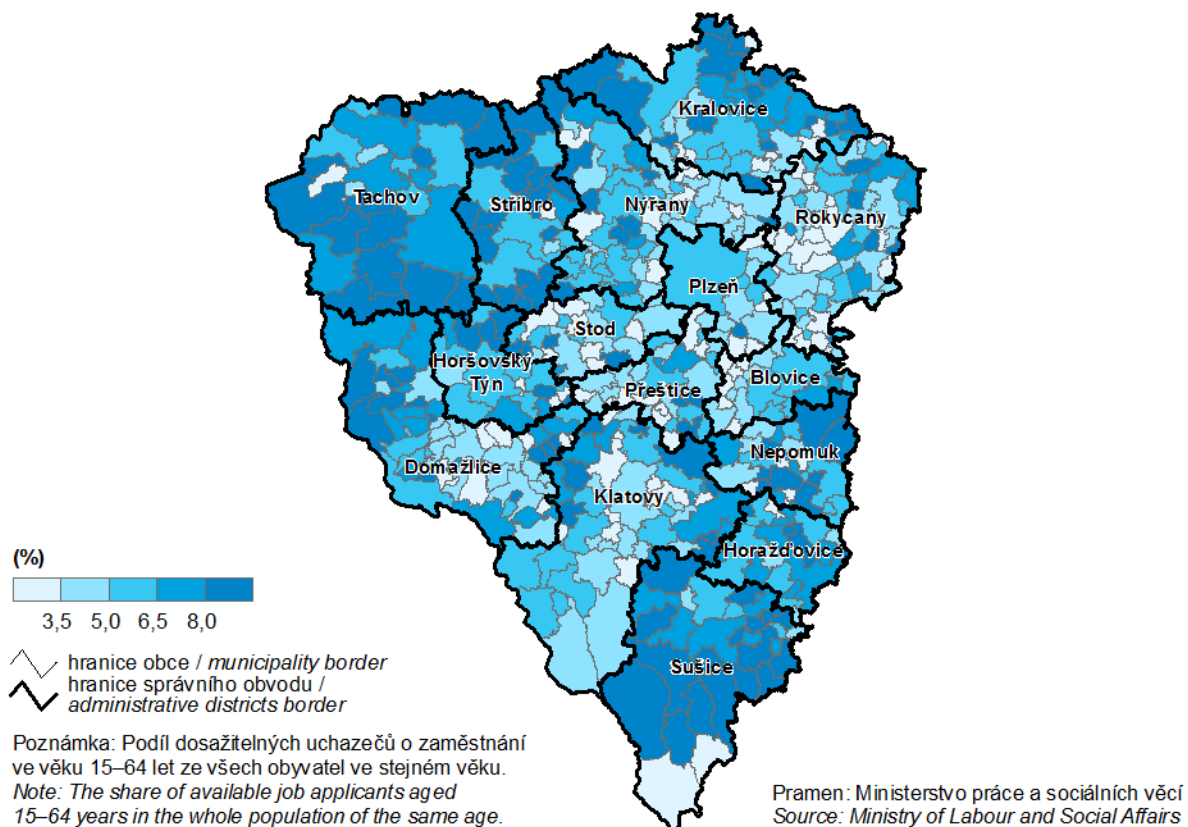 Kralovice
Tachov
Stříbro
Nýřany
Rokycany
Plzeň
Stod
Horšovský
Týn
Přeštice
Blovice
Domažlice
Nepomuk
Klatovy
Horažďovice
Sušice
(%)
3,5 5,0 6,5 8,0
hranice obce / municipality border
hranice správního obvodu /
administrative districts border
Poznámka: Podíl dosažitelných uchazečů o zaměstnání
ve věku 15–64 let ze všech obyvatel ve stejném věku.
Note: The share of available job applicants aged
15–64 years in the whole population of the same age.
Pramen: Ministerstvo práce a sociálních věcí
Source: Ministry of Labour and Social Affairs